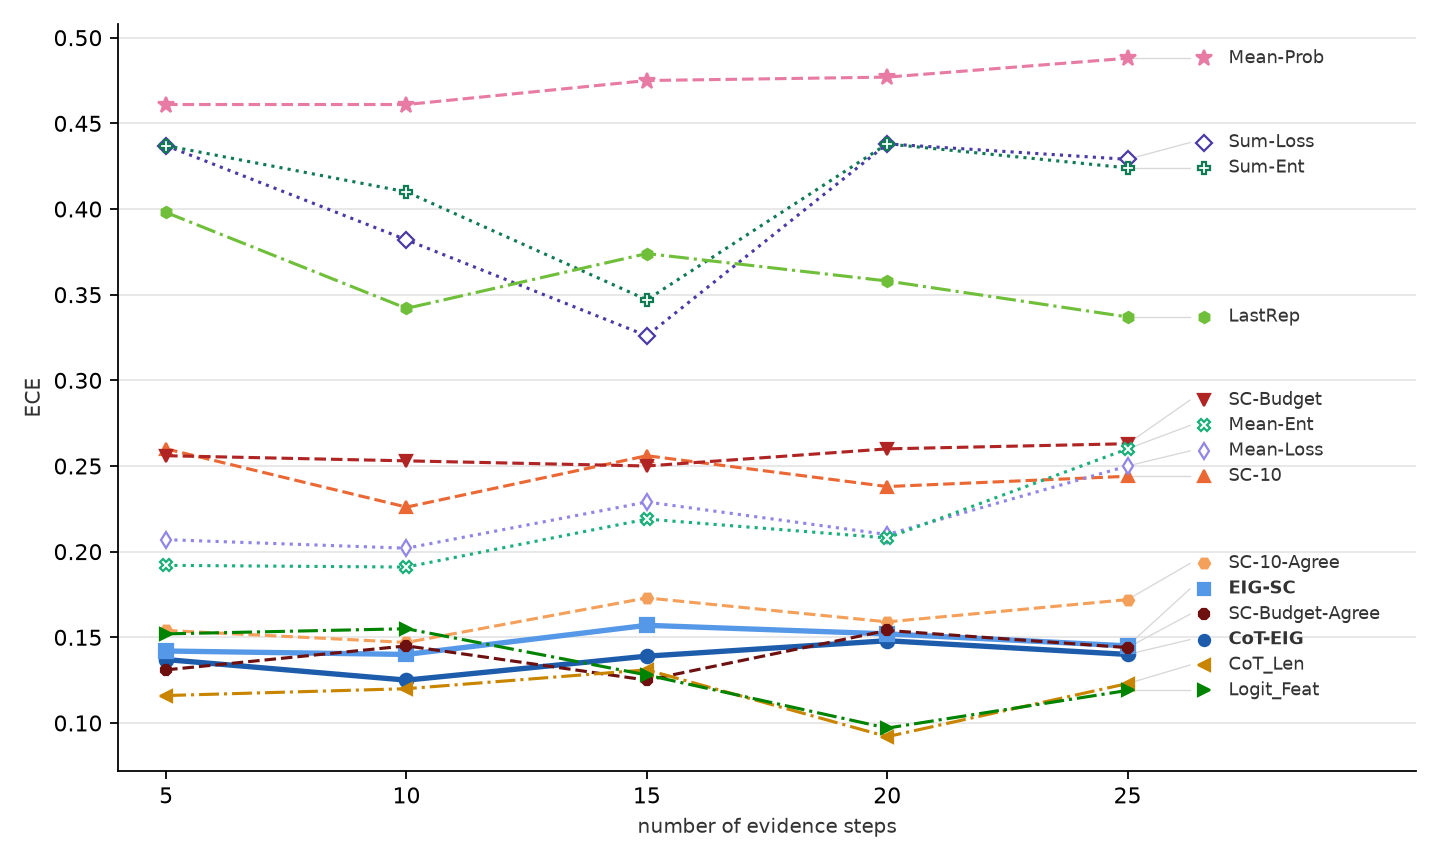 0.50
0.45
0.40
0.35
0.30
0.25
0.20
0.15
0.10
ECE
5 10 15 20 25
number of evidence steps
Mean-Prob
Sum-Loss
Sum-Ent
LastRep
SC-Budget
Mean-Ent
Mean-Loss
SC-10
SC-10-Agree
EIG-SC
SC-Budget-Agree
CoT-EIG
CoT_Len
Logit_Feat